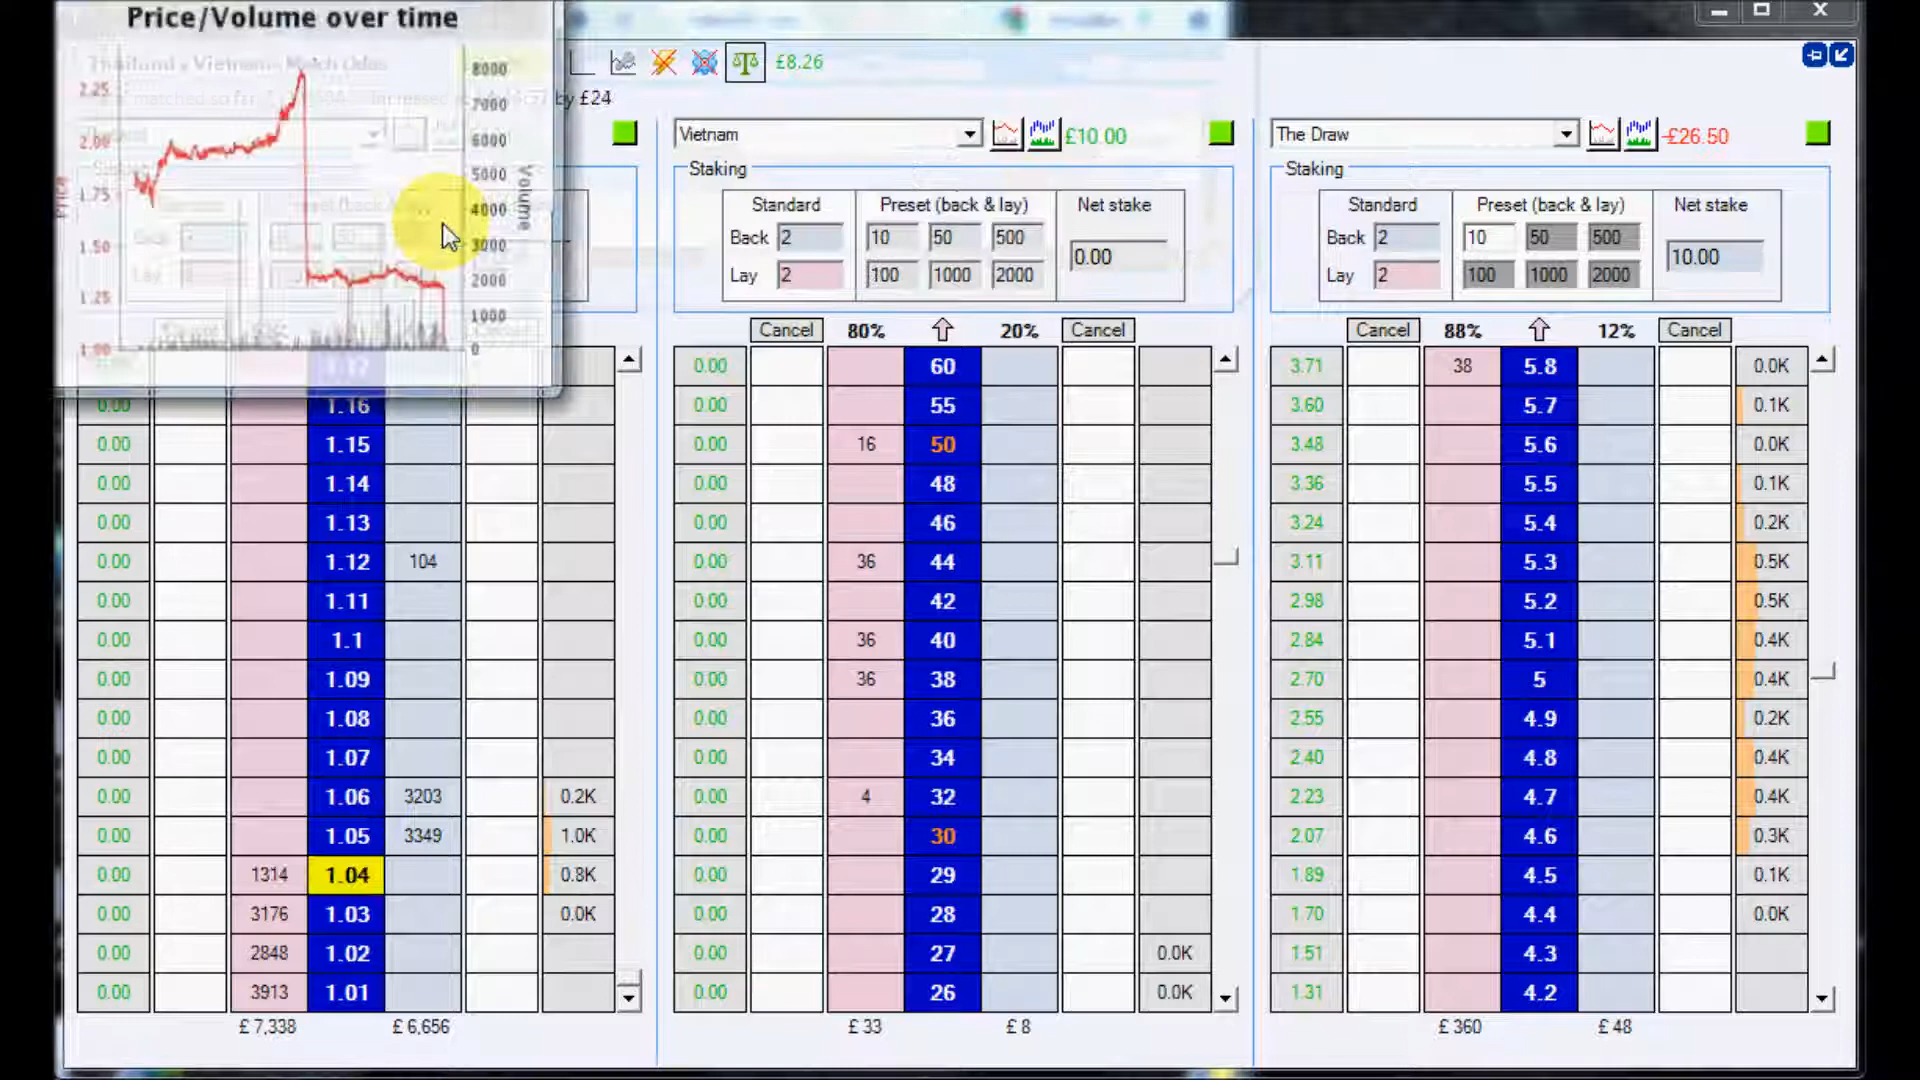 Price/Volume over time
Thailand v Vietnam - Match Odds
£8.26
by £24
Price
2.25
2.00
1.75
1.50
1.25
1.00
8000
7000
6000
5000
4000
3000
2000
1000
0
Volume
Vietnam £10.00
The Draw -£26.50
Staking
Standard Preset (back & lay) Net stake
Back 2 10 50 500
Lay 2 100 1000 2000
0.00
Staking
Standard Preset (back & lay) Net stake
Back 2 10 50 500
Lay 2 100 1000 2000
10.00
Cancel 80% 20% Cancel
Cancel 88% 12% Cancel
1.17 0.00 60 3.71 38 5.8 0.0K
0.00 1.16 0.00 55 3.60 5.7 0.1K
0.00 1.15 0.00 16 50 3.48 5.6 0.0K
0.00 1.14 0.00 48 3.36 5.5 0.1K
0.00 1.13 0.00 46 3.24 5.4 0.2K
0.00 1.12 104 0.00 36 44 3.11 5.3 0.5K
0.00 1.11 0.00 42 2.98 5.2 0.5K
0.00 1.1 0.00 36 40 2.84 5.1 0.4K
0.00 1.09 0.00 36 38 2.70 5 0.4K
0.00 1.08 0.00 36 2.55 4.9 0.2K
0.00 1.07 0.00 34 2.40 4.8 0.4K
0.00 1.06 3203 0.2K 0.00 4 32 2.23 4.7 0.4K
0.00 1.05 3349 1.0K 0.00 30 2.07 4.6 0.3K
0.00 1314 1.04 0.8K 0.00 29 1.89 4.5 0.1K
0.00 3176 1.03 0.0K 0.00 28 1.70 4.4 0.0K
0.00 2848 1.02 0.00 27 0.0K 1.51 4.3
0.00 3913 1.01 0.00 26 0.0K 1.31 4.2
£ 7,338 £ 6,656 £ 33 £ 8 £ 360 £ 48